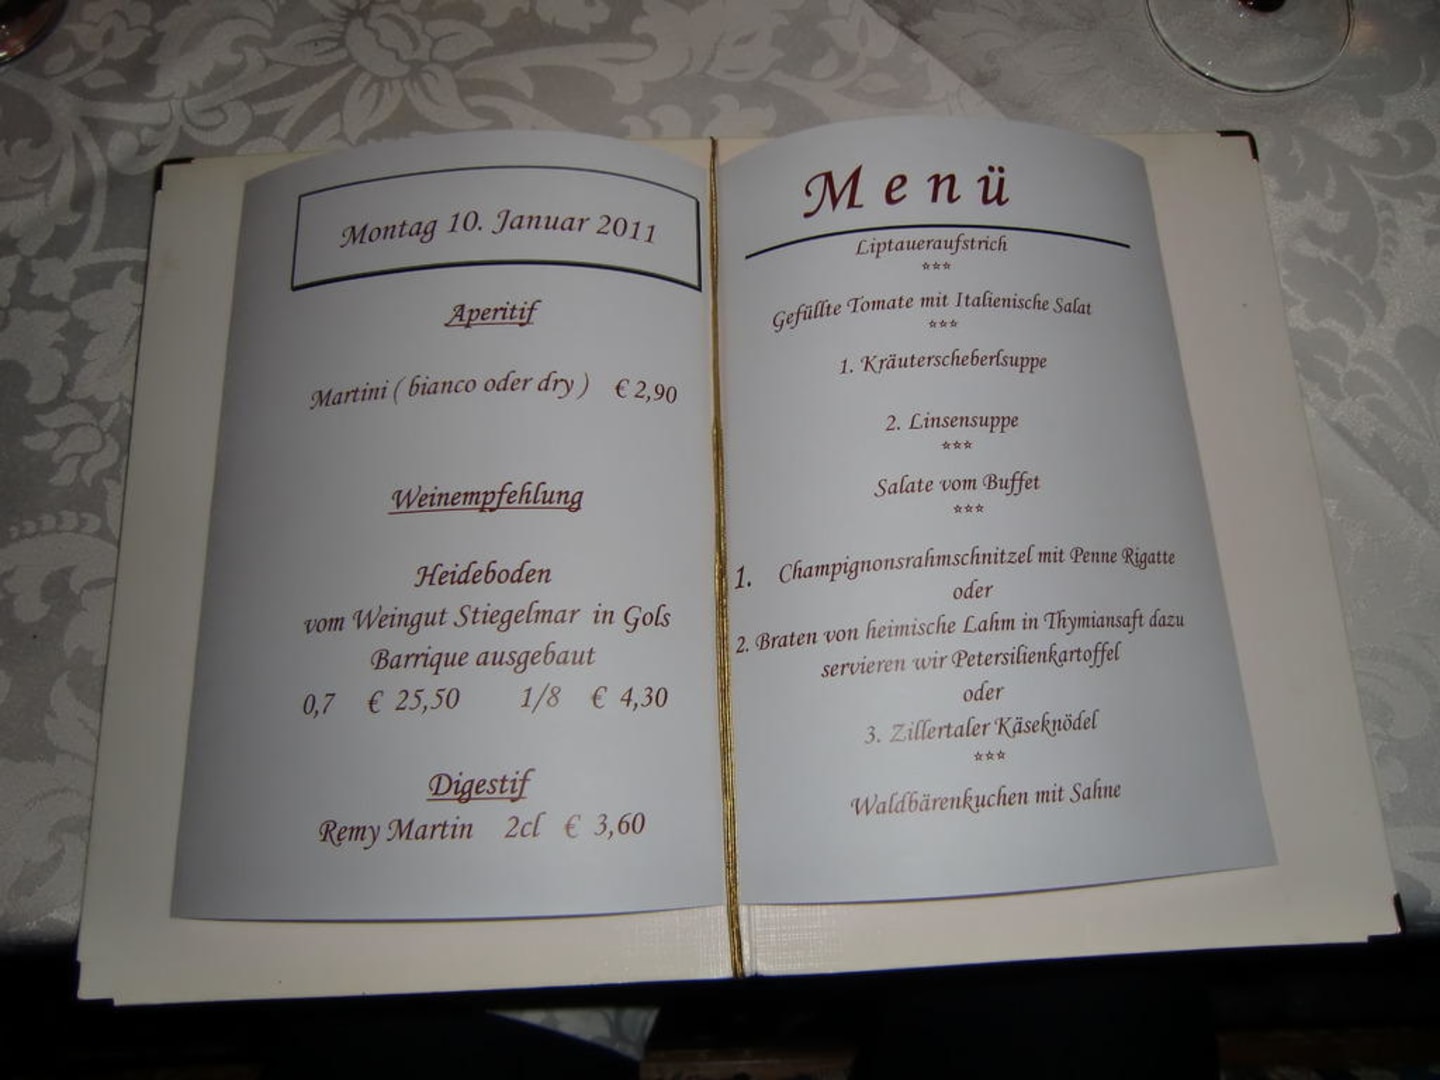 Montag 10. Januar 2011
Aperitif
Martini ( bianco oder dry ) € 2,90
Weinempfehlung
Heideboden
vom Weingut Stiegelmar in Gols
Barrique ausgebaut
0,7 € 25,50 1/8 € 4,30
Digestif
Remy Martin 2cl € 3,60
Menü
Liptaueraufstrich
***
Gefüllte Tomate mit Italienische Salat
***
1. Kräuterscheberlsuppe
2. Linsensuppe
***
Salate vom Buffet
***
1. Champignonsrahmschnitzel mit Penne Rigatte
oder
2. Braten von heimische Lahm in Thymiansaft dazu
servieren wir Petersilienkartoffel
oder
3. Zillertaler Käseknödel
***
Waldbärenkuchen mit Sahne